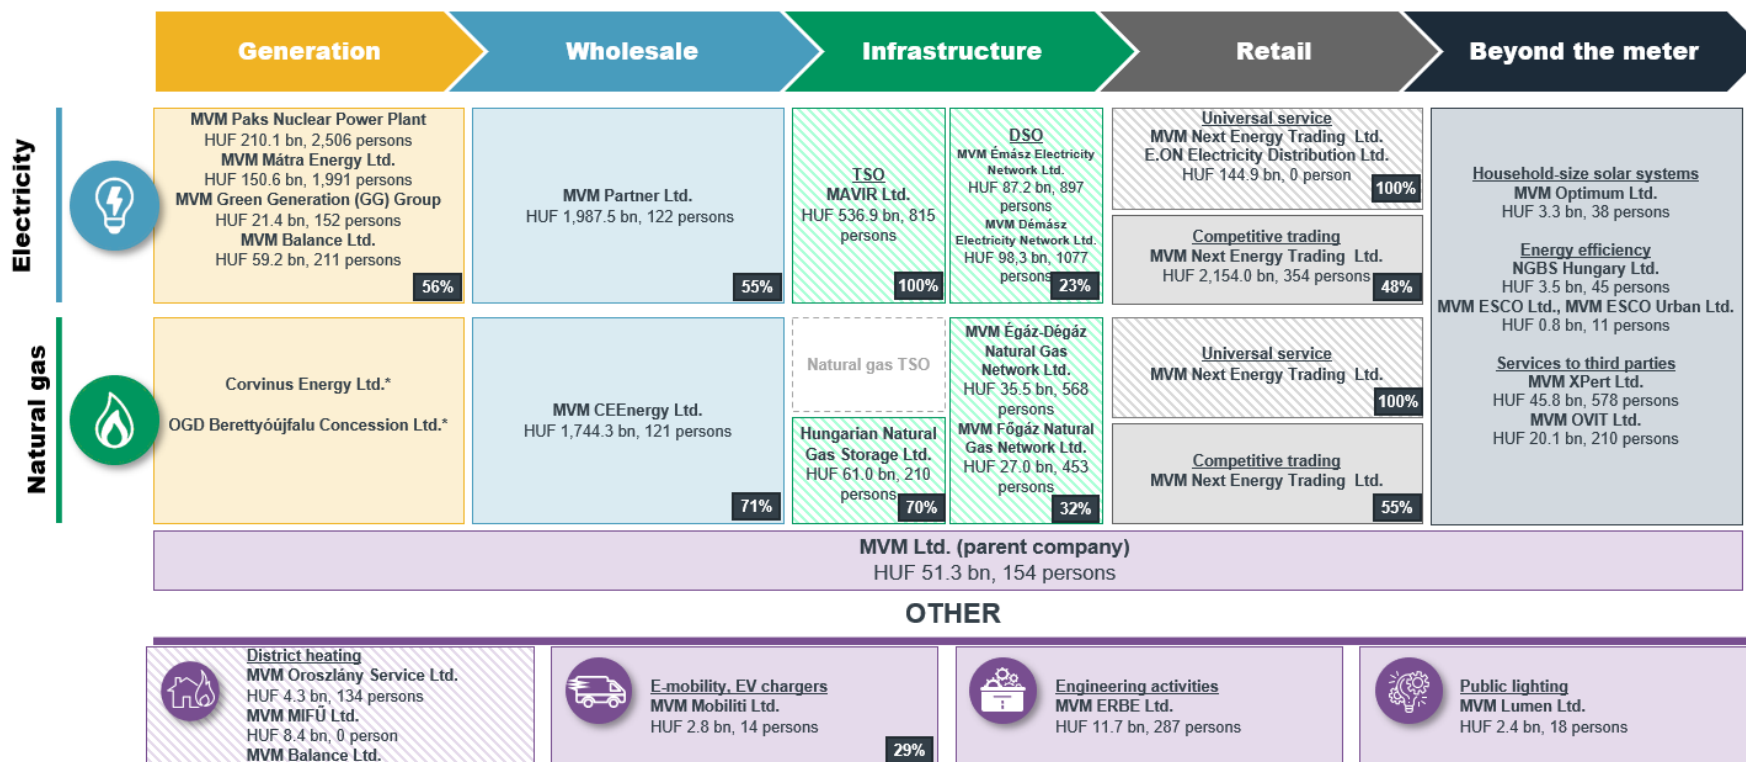 Generation
Wholesale
Infrastructure
Retail
Beyond the meter
Electricity
MVM Paks Nuclear Power Plant
HUF 210.1 bn, 2,506 persons
MVM Mátra Energy Ltd.
HUF 150.6 bn, 1,991 persons
MVM Green Generation (GG) Group
HUF 21.4 bn, 152 persons
MVM Balance Ltd.
HUF 59.2 bn, 211 persons
56%
MVM Partner Ltd.
HUF 1,987.5 bn, 122 persons
55%
TSO
MAVIR Ltd.
HUF 536.9 bn, 815
persons
100%
DSO
MVM Émász Electricity
Network Ltd.
HUF 87.2 bn, 897
persons
MVM Démász
Electricity Network Ltd.
HUF 98,3 bn, 1077
persons
23%
Universal service
MVM Next Energy Trading Ltd.
E.ON Electricity Distribution Ltd.
HUF 144.9 bn, 0 person
100%
Competitive trading
MVM Next Energy Trading Ltd.
HUF 2,154.0 bn, 354 persons
48%
Household-size solar systems
MVM Optimum Ltd.
HUF 3.3 bn, 38 persons
Energy efficiency
NGBS Hungary Ltd.
HUF 3.5 bn, 45 persons
MVM ESCO Ltd., MVM ESCO Urban Ltd.
HUF 0.8 bn, 11 persons
Services to third parties
MVM XPert Ltd.
HUF 45.8 bn, 578 persons
MVM OVIT Ltd.
HUF 20.1 bn, 210 persons
Natural gas
Corvinus Energy Ltd.*
OGD Berettyóújfalu Concession Ltd.*
MVM CEEnergy Ltd.
HUF 1,744.3 bn, 121 persons
71%
Natural gas TSO
Hungarian Natural
Gas Storage Ltd.
HUF 61.0 bn, 210
persons
70%
MVM Égáz-Dégáz
Natural Gas
Network Ltd.
HUF 35.5 bn, 568
persons
MVM Főgáz Natural
Gas Network Ltd.
HUF 27.0 bn, 453
persons
32%
Universal service
MVM Next Energy Trading Ltd.
100%
Competitive trading
MVM Next Energy Trading Ltd.
55%
MVM Ltd. (parent company)
HUF 51.3 bn, 154 persons
OTHER
District heating
MVM Oroszlány Service Ltd.
HUF 4.3 bn, 134 persons
MVM MIFŰ Ltd.
HUF 8.4 bn, 0 person
MVM Balance Ltd.
E-mobility, EV chargers
MVM Mobiliti Ltd.
HUF 2.8 bn, 14 persons
29%
Engineering activities
MVM ERBE Ltd.
HUF 11.7 bn, 287 persons
Public lighting
MVM Lumen Ltd.
HUF 2.4 bn, 18 persons